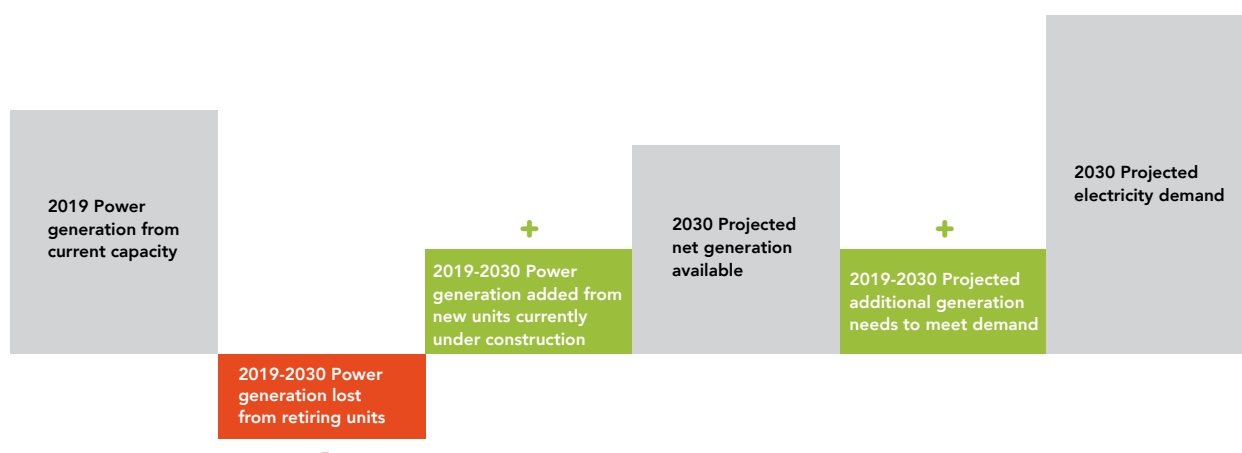 2019 Power
generation from
current capacity
2019-2030 Power
generation lost
from retiring units
+
2019-2030 Power
generation added from
new units currently
under construction
2030 Projected
net generation
available
+
2019-2030 Projected
additional generation
needs to meet demand
2030 Projected
electricity demand